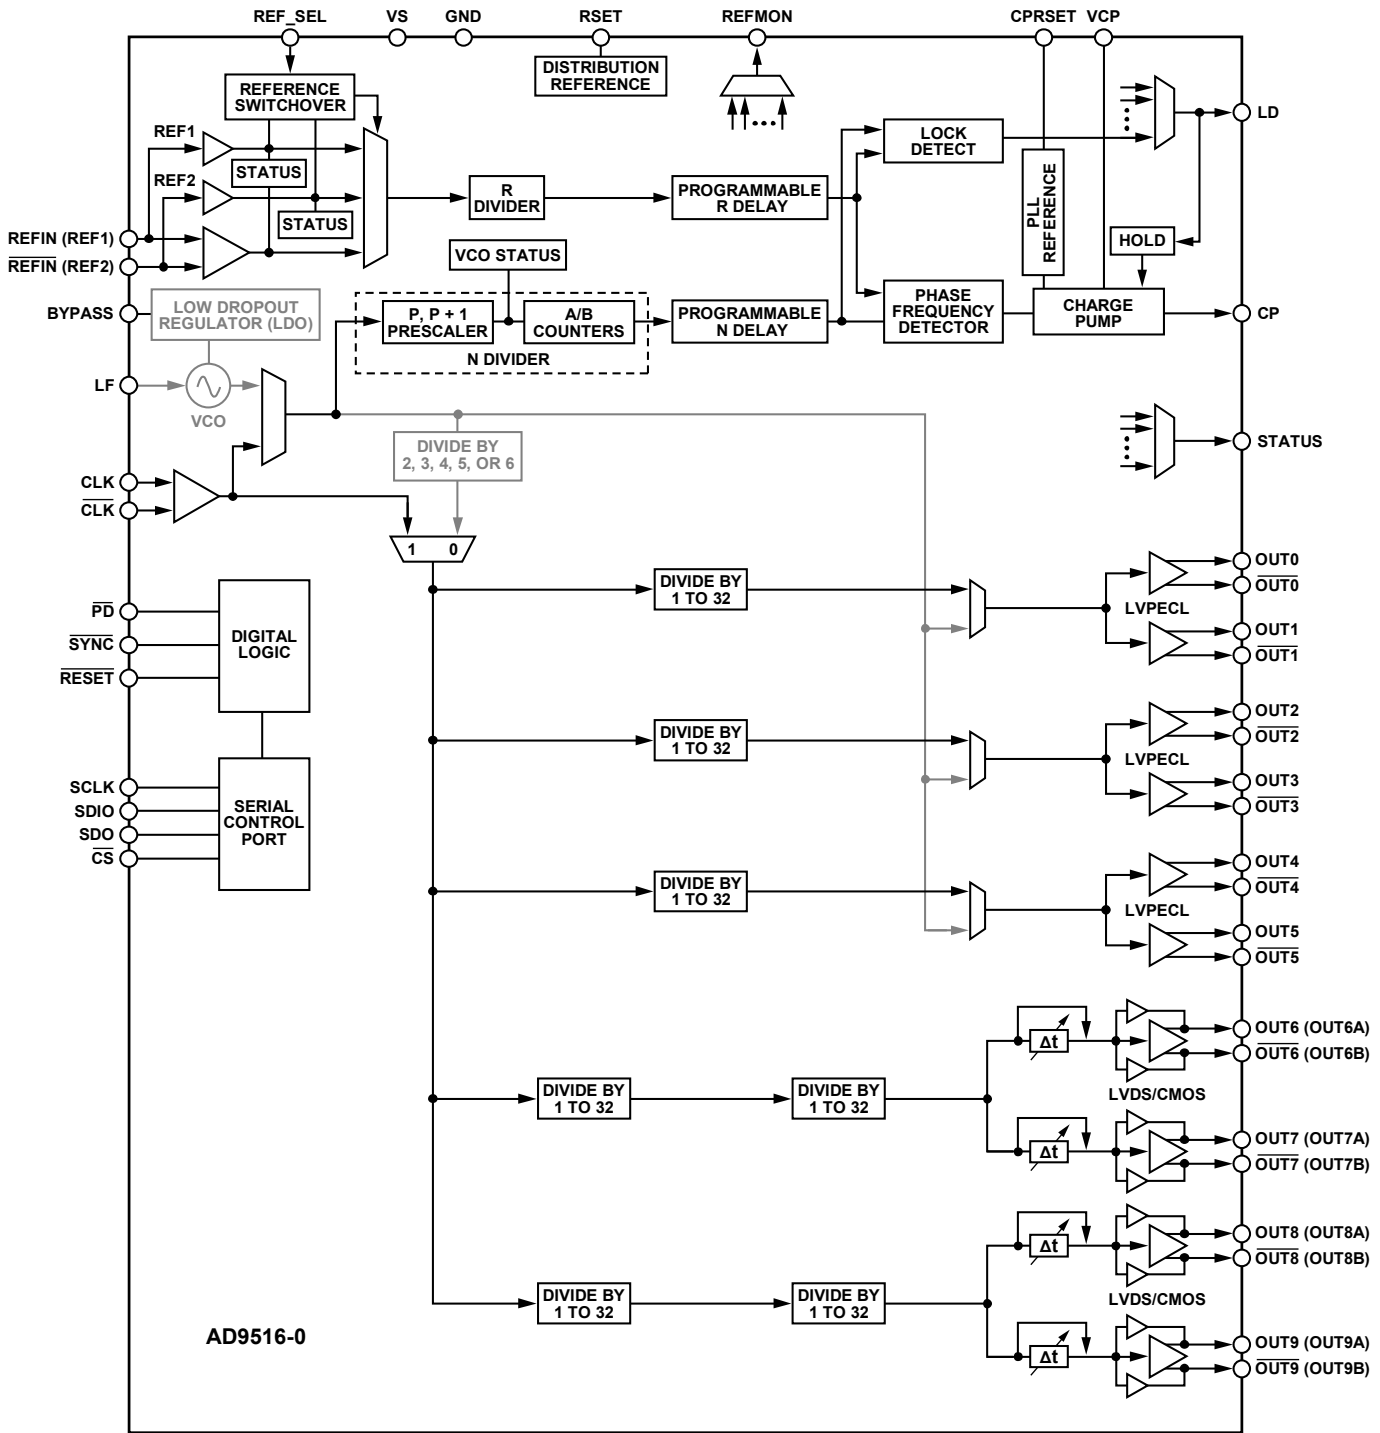 REF_SEL VS GND RSET REFMON CPRSET VCP
DISTRIBUTION
REFERENCE
REFERENCE
SWITCHOVER
REF1
STATUS
REF2
STATUS
REFIN (REF1)
REFIN (REF2)
BYPASS
LOW DROPOUT
REGULATOR (LDO)
LF
VCO
CLK
CLK
R
DIVIDER
VCO STATUS
P, P + 1
PRESCALER
A/B
COUNTERS
N DIVIDER
PROGRAMMABLE
R DELAY
PROGRAMMABLE
N DELAY
LOCK
DETECT
PHASE
FREQUENCY
DETECTOR
PLL
REFERENCE
HOLD
CHARGE
PUMP
LD
CP
STATUS
DIVIDE BY
2, 3, 4, 5, OR 6
1 0
PD
SYNC
RESET
DIGITAL
LOGIC
SCLK
SDIO
SDO
CS
SERIAL
CONTROL
PORT
DIVIDE BY
1 TO 32
LVPECL
OUT0
OUT0
OUT1
OUT1
DIVIDE BY
1 TO 32
LVPECL
OUT2
OUT2
OUT3
OUT3
DIVIDE BY
1 TO 32
LVPECL
OUT4
OUT4
OUT5
OUT5
DIVIDE BY
1 TO 32
DIVIDE BY
1 TO 32
Δt
Δt
LVDS/CMOS
OUT6 (OUT6A)
OUT6 (OUT6B)
OUT7 (OUT7A)
OUT7 (OUT7B)
DIVIDE BY
1 TO 32
DIVIDE BY
1 TO 32
Δt
Δt
LVDS/CMOS
OUT8 (OUT8A)
OUT8 (OUT8B)
OUT9 (OUT9A)
OUT9 (OUT9B)
AD9516-0